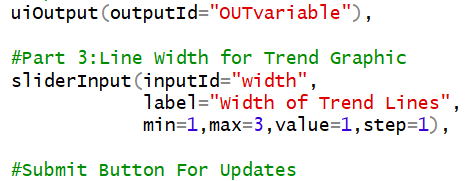 uiOutput(outputId="OUTvariable"),
#Part 3:Line Width for Trend Graphic
sliderInput(inputId="width",
label="Width of Trend Lines",
min=1,max=3,value=1,step=1),
#Submit Button For Updates